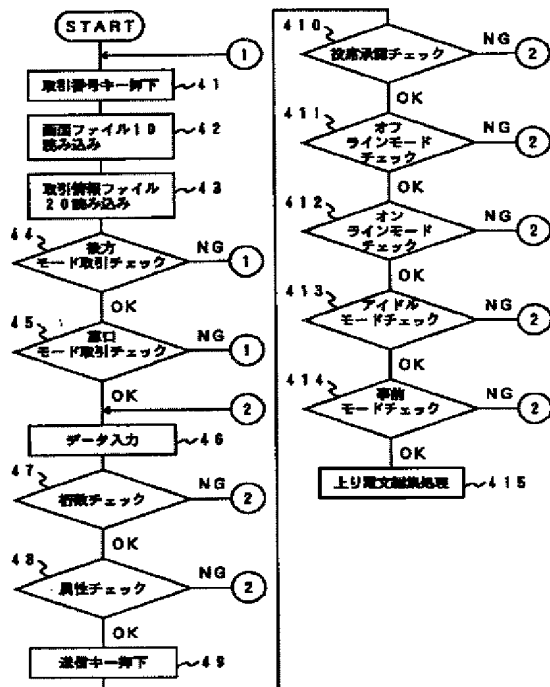 START
1
取引番号キー押下
41
画面ファイル10
読み込み
42
取引情報ファイル
20読み込み
43
44
後方
モード取引チェック
NG
1
OK
45
窓口
モード取引チェック
NG
1
OK
2
データ入力
46
47
桁数チェック
NG
2
OK
48
属性チェック
NG
2
OK
送信キー押下
49
410
役席承認チェック
NG
2
OK
411
オフ
ラインモード
チェック
NG
2
OK
412
オン
ラインモード
チェック
NG
2
OK
413
アイドル
モードチェック
NG
2
OK
414
事前
モードチェック
NG
2
OK
上り電文編集処理
415